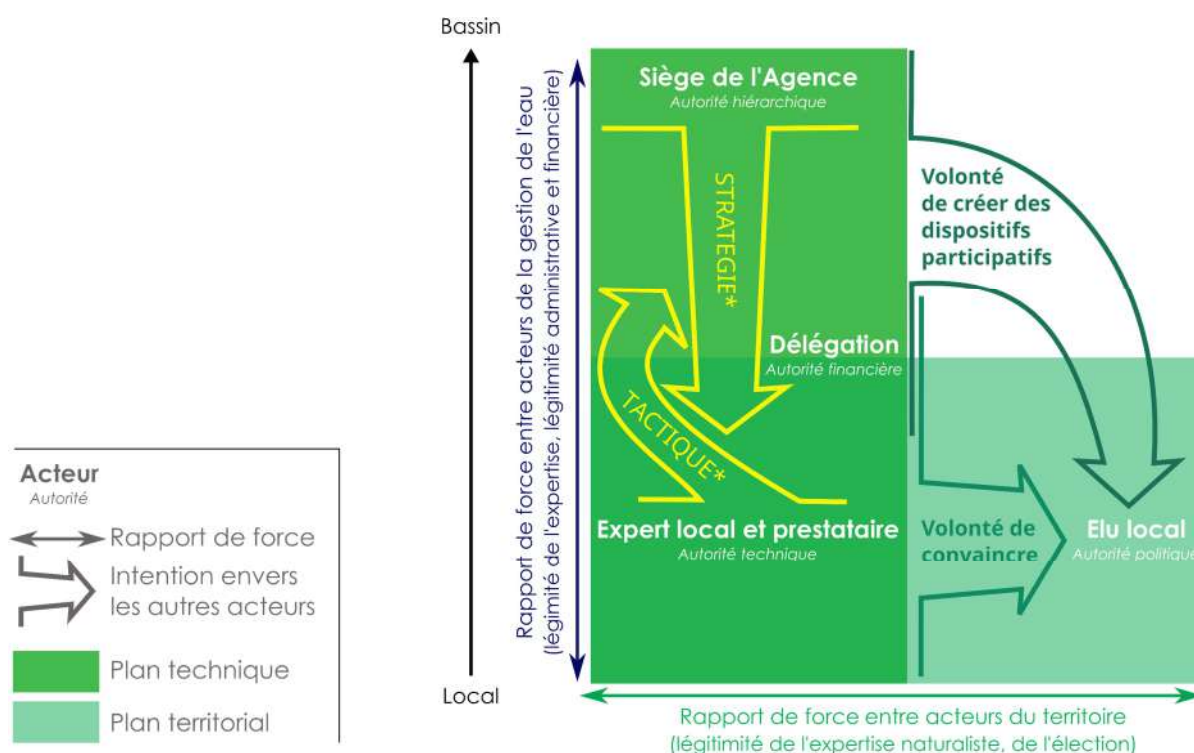 Bassin
Siège de l'Agence
Autorité hiérarchique
Rapport de force entre acteurs de la gestion de l'eau
(légimité de l'expertise, légitimité administrative et financière)
STRATEGIE*
Volonté
de créer des
dispositifs
participatifs
Délégation
Autorité financière
TACTIQUE*
Expert local et prestataire
Autorité technique
Volonté de
convaincre
Elu local
Autorité politique
Local
Rapport de force entre acteurs du territoire
(légitimité de l'expertise naturaliste, de l'élection)
Acteur
Autorité
Rapport de force
Intention envers
les autres acteurs
Plan technique
Plan territorial